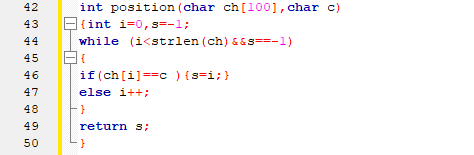 42 int position(char ch[100],char c)
43 {int i=0,s=-1;
44 while (i<strlen(ch)&&s==-1)
45 {
46 if(ch[i]==c ){s=i;}
47 else i++;
48 }
49 return s;
50 }